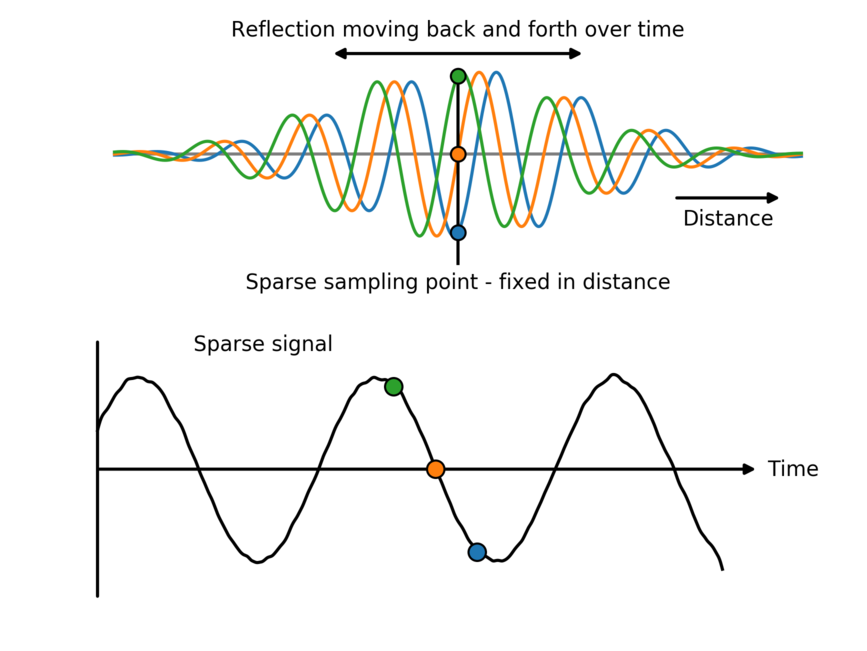 Reflection moving back and forth over time
Distance
Sparse sampling point - fixed in distance
Sparse signal
Time